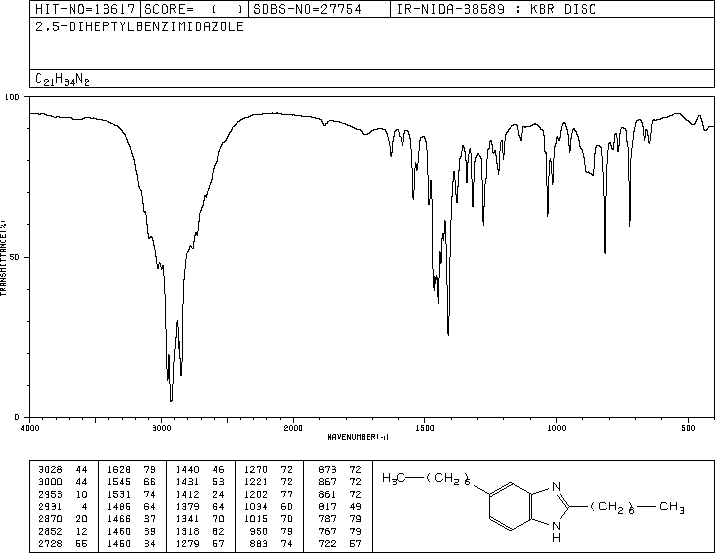 HIT-NO=13617 SCORE= ( ) SDBS-NO=27754 IR-NIDA-38589 : KBR DISC
2,5-DIHEPTYLBENZIMIDAZOLE
C21H34N2
100
50
0
TRANSMITTANCE(%)
4000 3000 2000 1500 1000 500
WAVENUMBER(-1)
3028 44 1628 79 1440 46 1270 72 873 72
3000 44 1545 66 1431 53 1221 72 867 72
2953 10 1531 74 1412 24 1202 77 861 72
2931 4 1486 64 1379 64 1034 60 817 49
2870 20 1466 37 1341 70 1015 70 787 79
2852 12 1460 39 1318 62 950 79 767 79
2728 66 1450 34 1279 57 883 74 722 57
H3C (CH2)6
N
(CH2)6 CH3
N
H